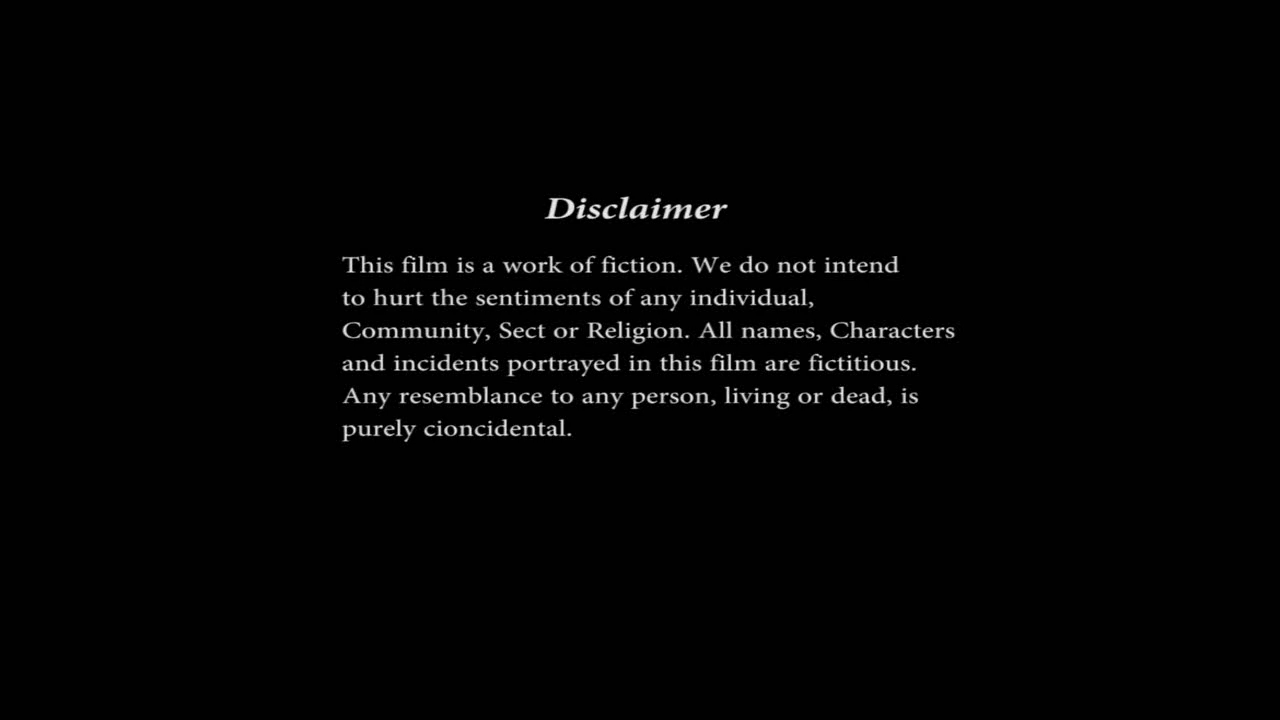 Disclaimer
This film is a work of fiction. We do not intend
to hurt the sentiments of any individual,
Community, Sect or Religion. All names, Characters
and incidents portrayed in this film are fictitious.
Any resemblance to any person, living or dead, is
purely cioncidental.